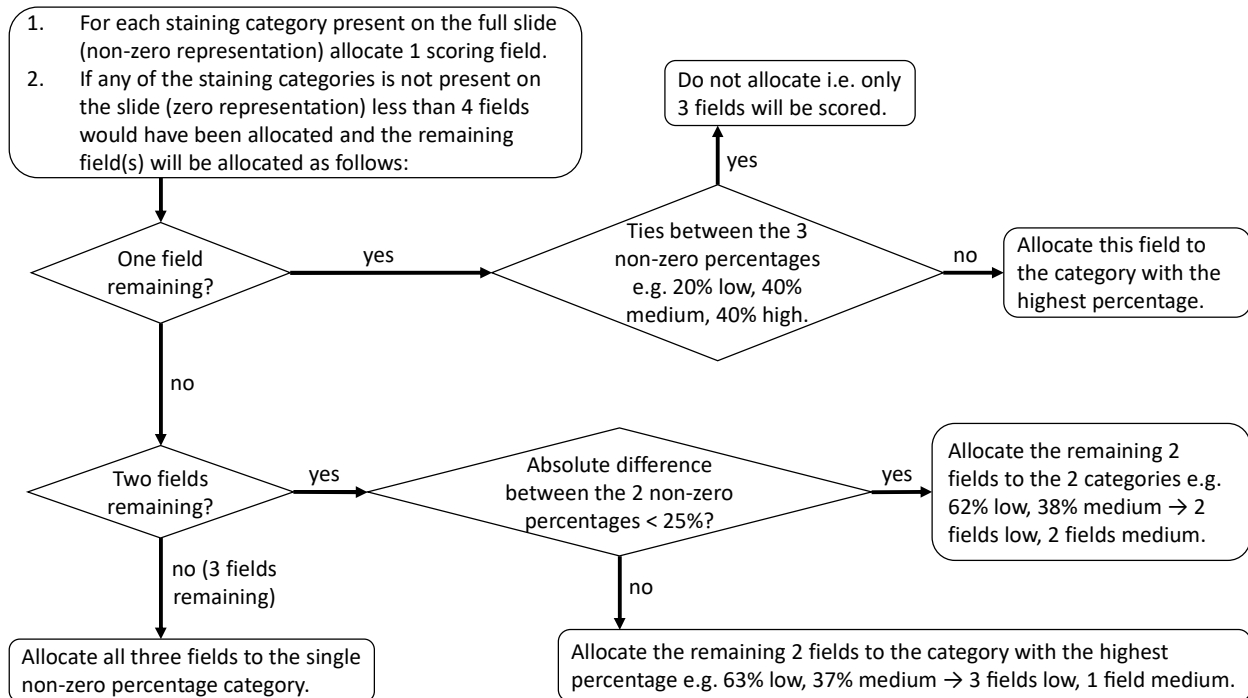 1. For each staining category present on the full slide
(non-zero representation) allocate 1 scoring field.
2. If any of the staining categories is not present on
the slide (zero representation) less than 4 fields
would have been allocated and the remaining
field(s) will be allocated as follows:
Do not allocate i.e. only
3 fields will be scored.
yes
One field
remaining?
yes
Ties between the 3
non-zero percentages
e.g. 20% low, 40%
medium, 40% high.
no
Allocate this field to
the category with the
highest percentage.
no
Two fields
remaining?
yes
Absolute difference
between the 2 non-zero
percentages < 25%?
yes
Allocate the remaining 2
fields to the 2 categories e.g.
62% low, 38% medium → 2
fields low, 2 fields medium.
no (3 fields
remaining)
no
Allocate all three fields to the single
non-zero percentage category.
Allocate the remaining 2 fields to the category with the highest
percentage e.g. 63% low, 37% medium → 3 fields low, 1 field medium.